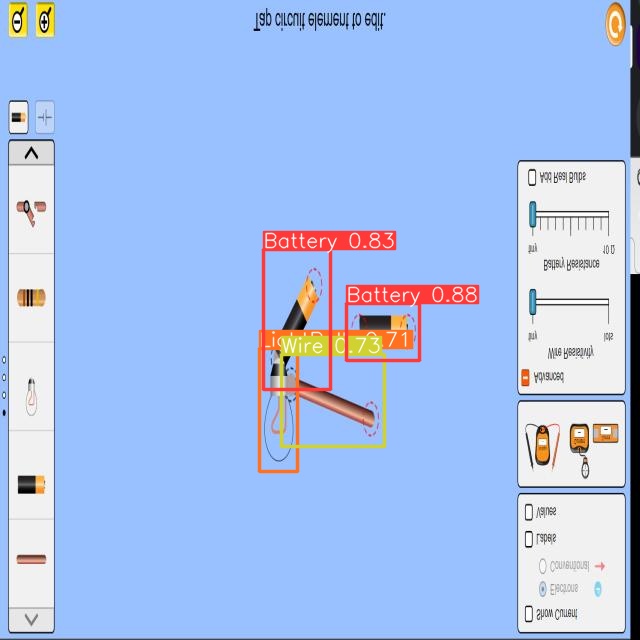 Tap circuit element to edit.
Add Real Bulbs
tiny
10 Ω
Battery Resistance
tiny
lots
Wire Resistivity
Advanced
Values
Labels
Conventional
Electrons
Show Current
Battery 0.83
Battery 0.88
0.71
Wire 0.73